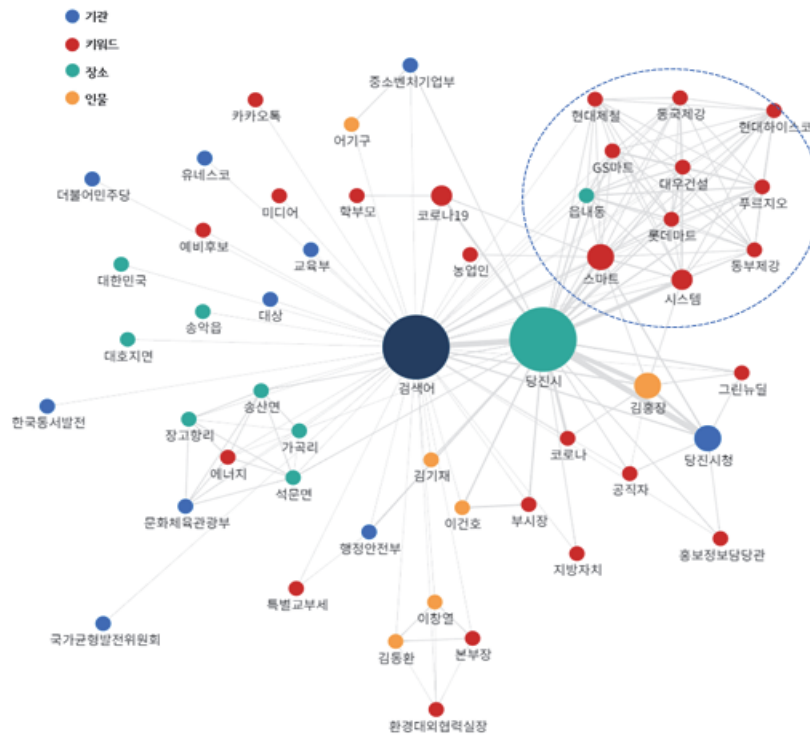 기관
키워드
장소
인물
중소벤처기업부
카카오톡
어기구
현대제철
동국제강
현대하이스코
GS마트
대우건설
유네스코
더불어민주당
미디어
학부모
코로나19
읍내동
푸르지오
롯데마트
예비후보
교육부
농업인
스마트
동부제강
대한민국
시스템
대상
송악읍
대호지면
검색어
당진시
그린뉴딜
김홍장
한국동서발전
송산면
장고항리
가곡리
코로나
당진시청
에너지
김기재
석문면
공직자
문화체육관광부
이건호
부시장
행정안전부
홍보정보담당관
지방자치
특별교부세
이창열
국가균형발전위원회
김동환
본부장
환경대외협력실장